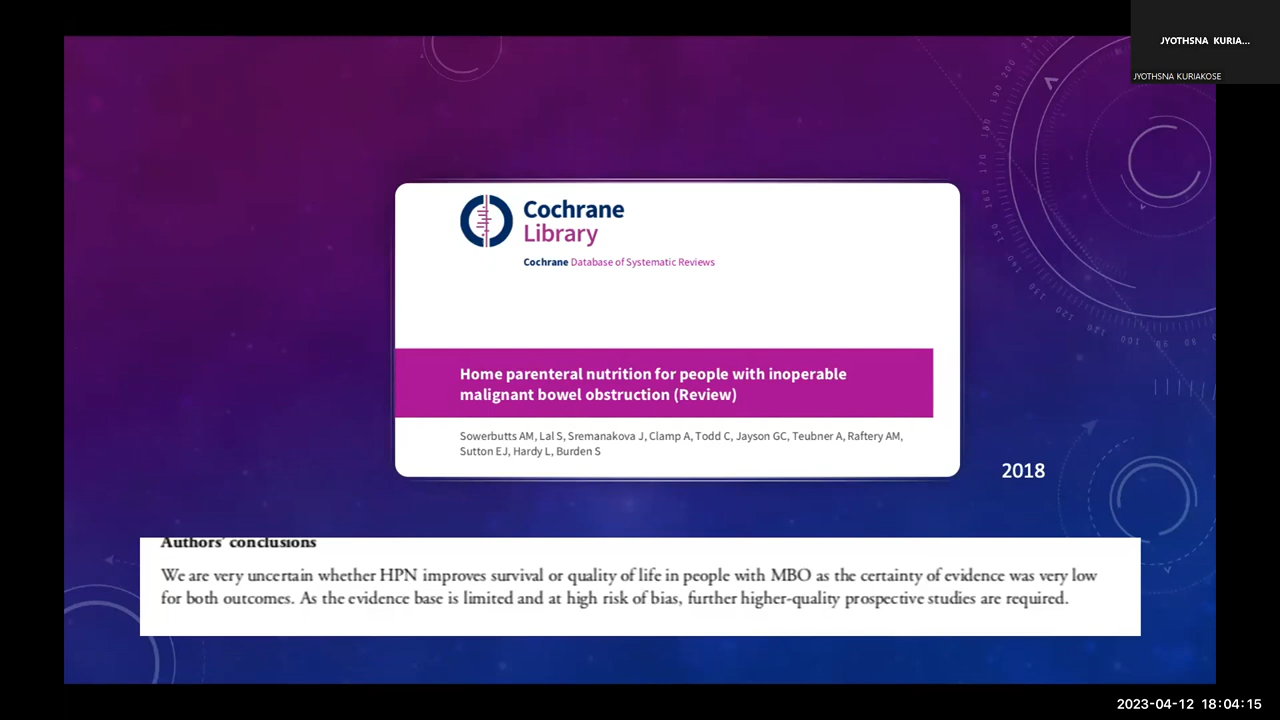 JYOTHSNA KURIA...
JYOTHSNA KURIAKOSE
Cochrane
Library
Cochrane Database of Systematic Reviews
Home parenteral nutrition for people with inoperable
malignant bowel obstruction (Review)
Sowerbutts AM, Lal S, Sremanakova J, Clamp A, Todd C, Jayson GC, Teubner A, Raftery AM,
Sutton EJ, Hardy L, Burden S
2018
Authors' conclusions
We are very uncertain whether HPN improves survival or quality of life in people with MBO as the certainty of evidence was very low
for both outcomes. As the evidence base is limited and at high risk of bias, further higher-quality prospective studies are required.
2023-04-12 18:04:15